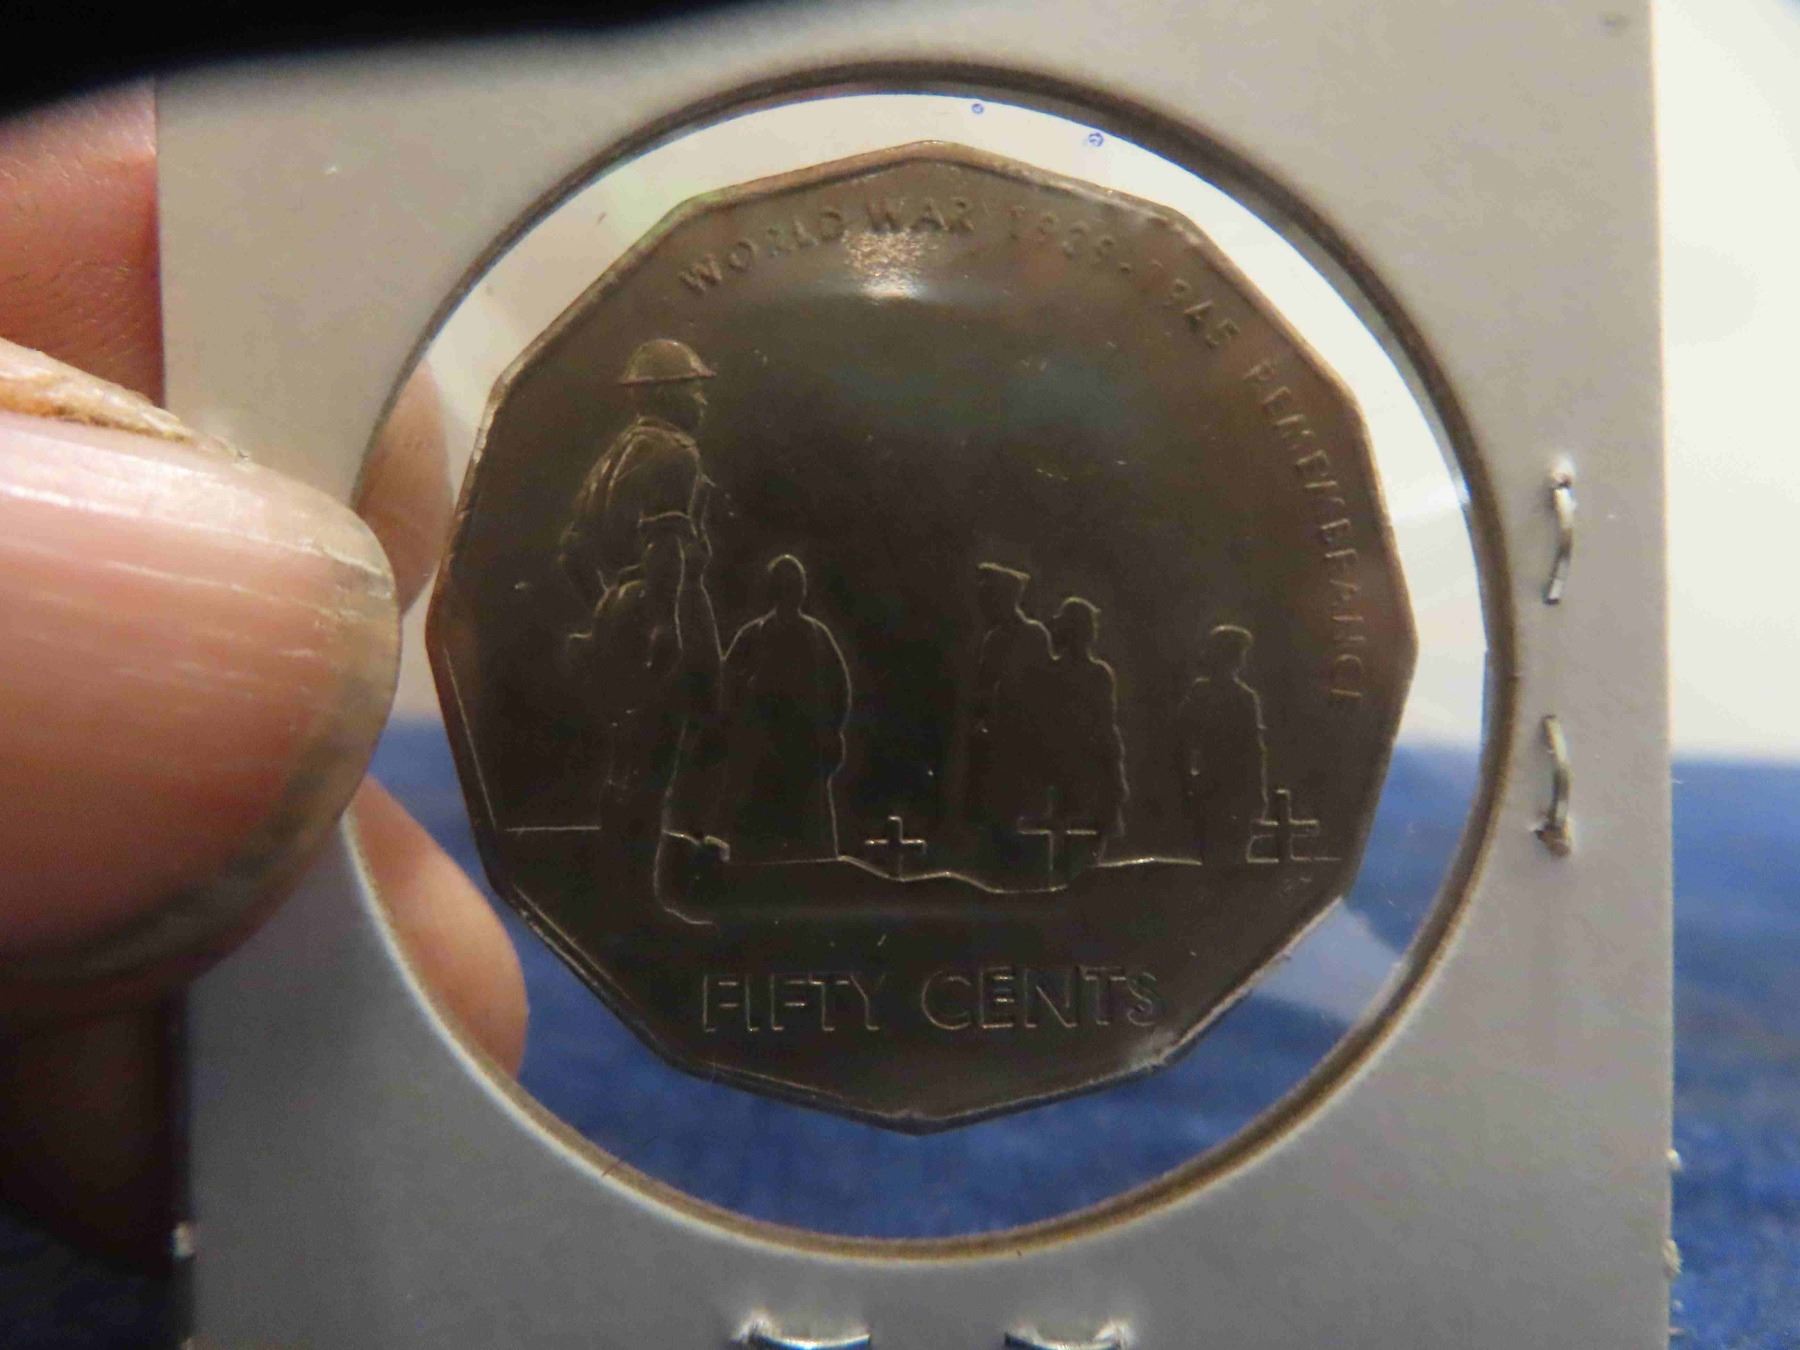 WORLD WAR 1939-1945 REMEMBRANCE
FIFTY CENTS